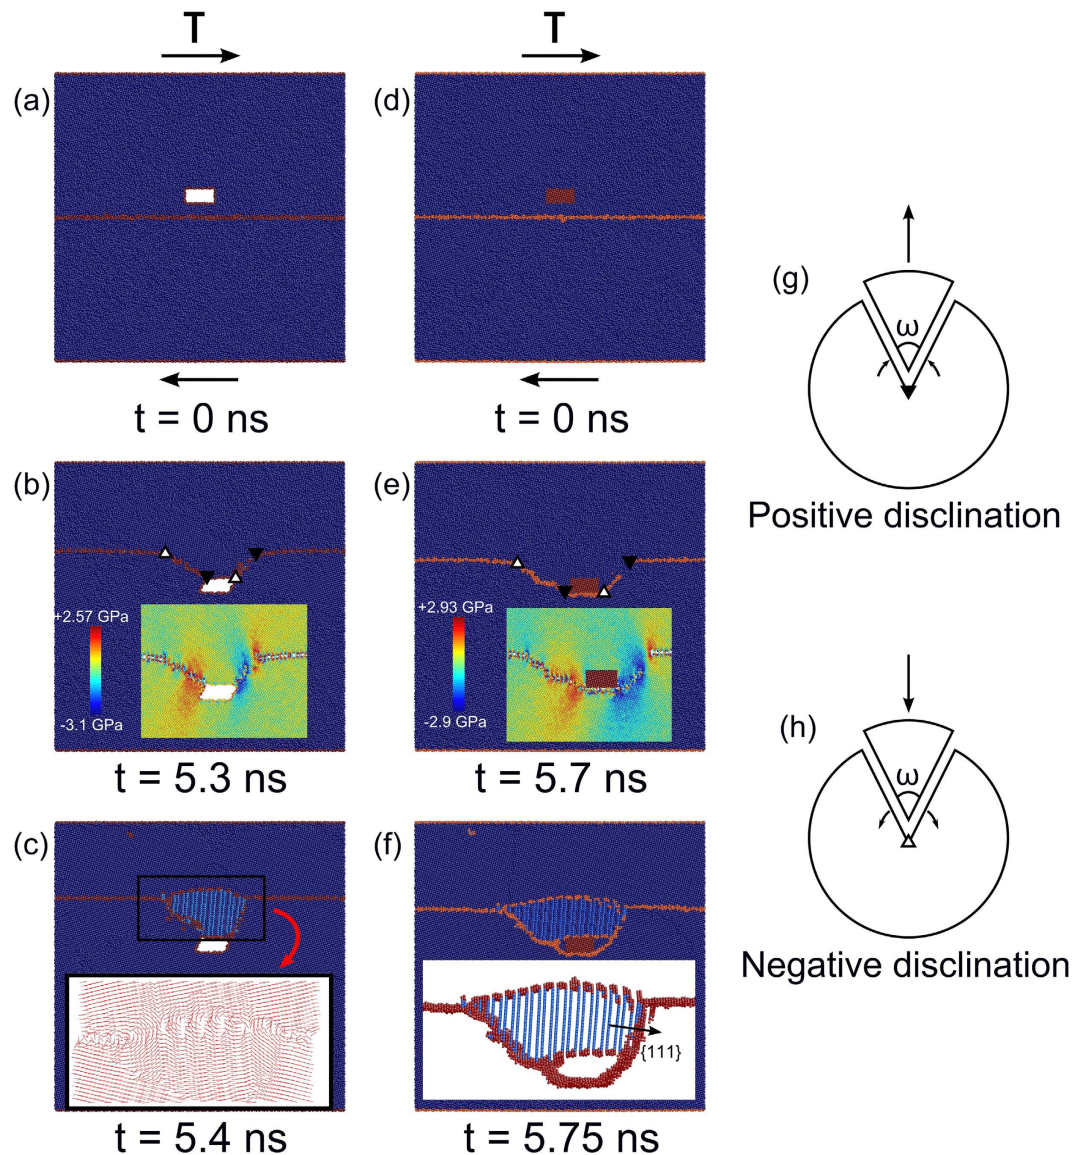 T
T
(a)
(d)
t = 0 ns
t = 0 ns
(g)
ω
Positive disclination
(b)
(e)
+2.57 GPa
-3.1 GPa
+2.93 GPa
-2.9 GPa
t = 5.3 ns
t = 5.7 ns
(h)
ω
Negative disclination
(c)
(f)
{111}
t = 5.4 ns
t = 5.75 ns